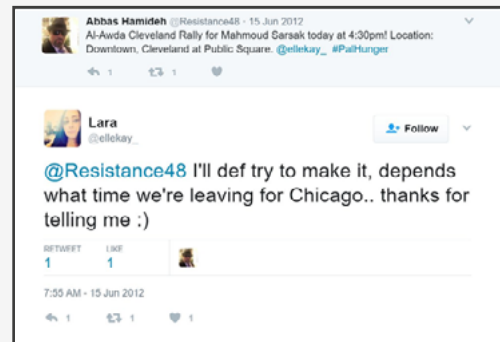 Abbas Hamideh @Resistance48 · 15 Jun 2012
Al-Awda Cleveland Rally for Mahmoud Sarsak today at 4:30pm! Location:
Downtown, Cleveland at Public Square. @ellekay_ #PalHunger
1 1
Lara
@ellekay_
Follow
@Resistance48 I'll def try to make it, depends
what time we're leaving for Chicago.. thanks for
telling me :)
RETWEET LIKE
1 1
7:55 AM - 15 Jun 2012
1 1 1